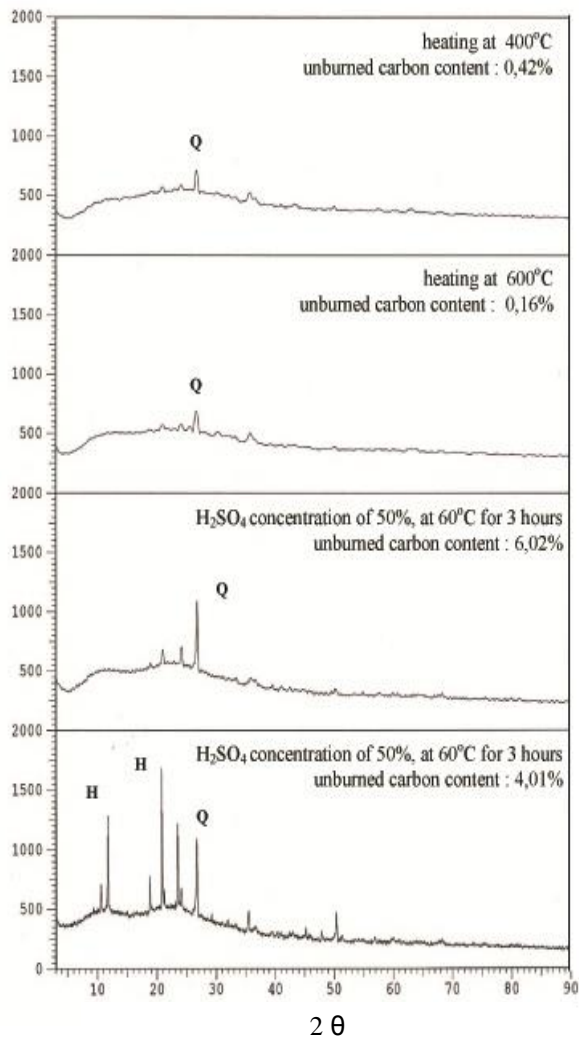 2000
heating at 400°C
unburned carbon content : 0,42%
1500
1000
Q
500
2000
heating at 600°C
unburned carbon content : 0,16%
1500
1000
Q
500
2000
H₂SO₄ concentration of 50%, at 60°C for 3 hours
unburned carbon content : 6,02%
1500
Q
1000
500
2000
H₂SO₄ concentration of 50%, at 60°C for 3 hours
unburned carbon content : 4,01%
H
1500
H
Q
1000
500
0
10 20 30 40 50 60 70 80 90
2 θ